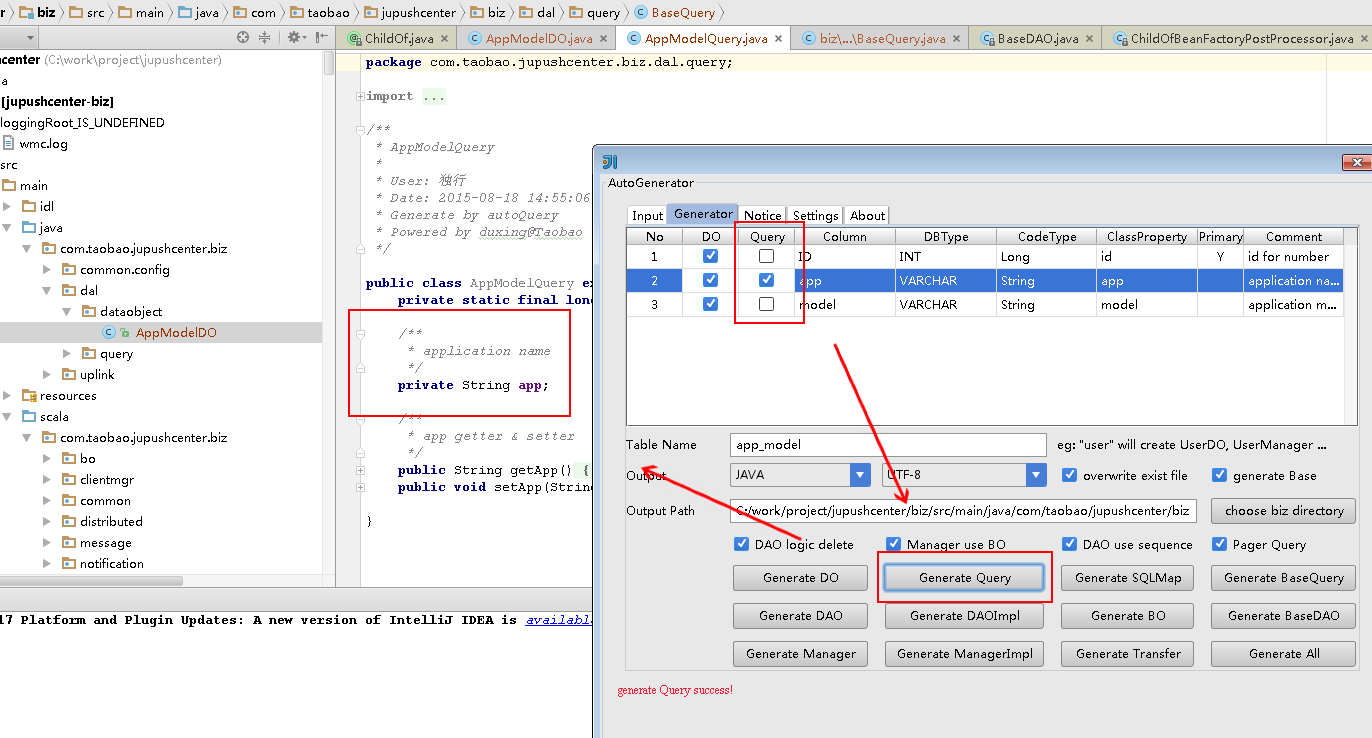 r biz src main java com taobao jupushcenter biz dal query BaseQuery
ChildOf.java AppModelDO.java AppModelQuery.java biz\...\BaseQuery.java BaseDAO.java ChildOfBeanFactoryPostProcessor.java
center (C:\work\project\jupushcenter)
a
[jupushcenter-biz]
loggingRoot_IS_UNDEFINED
wmc.log
src
main
idl
java
com.taobao.jupushcenter.biz
common.config
dal
dataobject
AppModelDO
query
uplink
resources
scala
com.taobao.jupushcenter.biz
bo
clientmgr
common
distributed
message
notification
package com.taobao.jupushcenter.biz.dal.query;
import ...
/**
* AppModelQuery
*
* User: 独行
* Date: 2015-08-18 14:55:06
* Generate by autoQuery
* Powered by duxing@Taobao
*/
public class AppModelQuery ex
private static final long
/**
* application name
*/
private String app;
/**
* app getter & setter
*/
public String getApp() {
public void setApp(String
}
17 Platform and Plugin Updates: A new version of IntelliJ IDEA is availabl
AutoGenerator
Input Generator Notice Settings About
No DO Query Column DBType CodeType ClassProperty Primary Comment
1 ID INT Long id Y id for number
2 app VARCHAR String app application na...
3 model VARCHAR String model application m...
Table Name app_model eg: "user" will create UserDO, UserManager ...
Output JAVA UTF-8 overwrite exist file generate Base
Output Path C:/work/project/jupushcenter/biz/src/main/java/com/taobao/jupushcenter/biz choose biz directory
DAO logic delete Manager use BO DAO use sequence Pager Query
Generate DO Generate Query Generate SQLMap Generate BaseQuery
Generate DAO Generate DAOImpl Generate BO Generate BaseDAO
Generate Manager Generate ManagerImpl Generate Transfer Generate All
generate Query success!